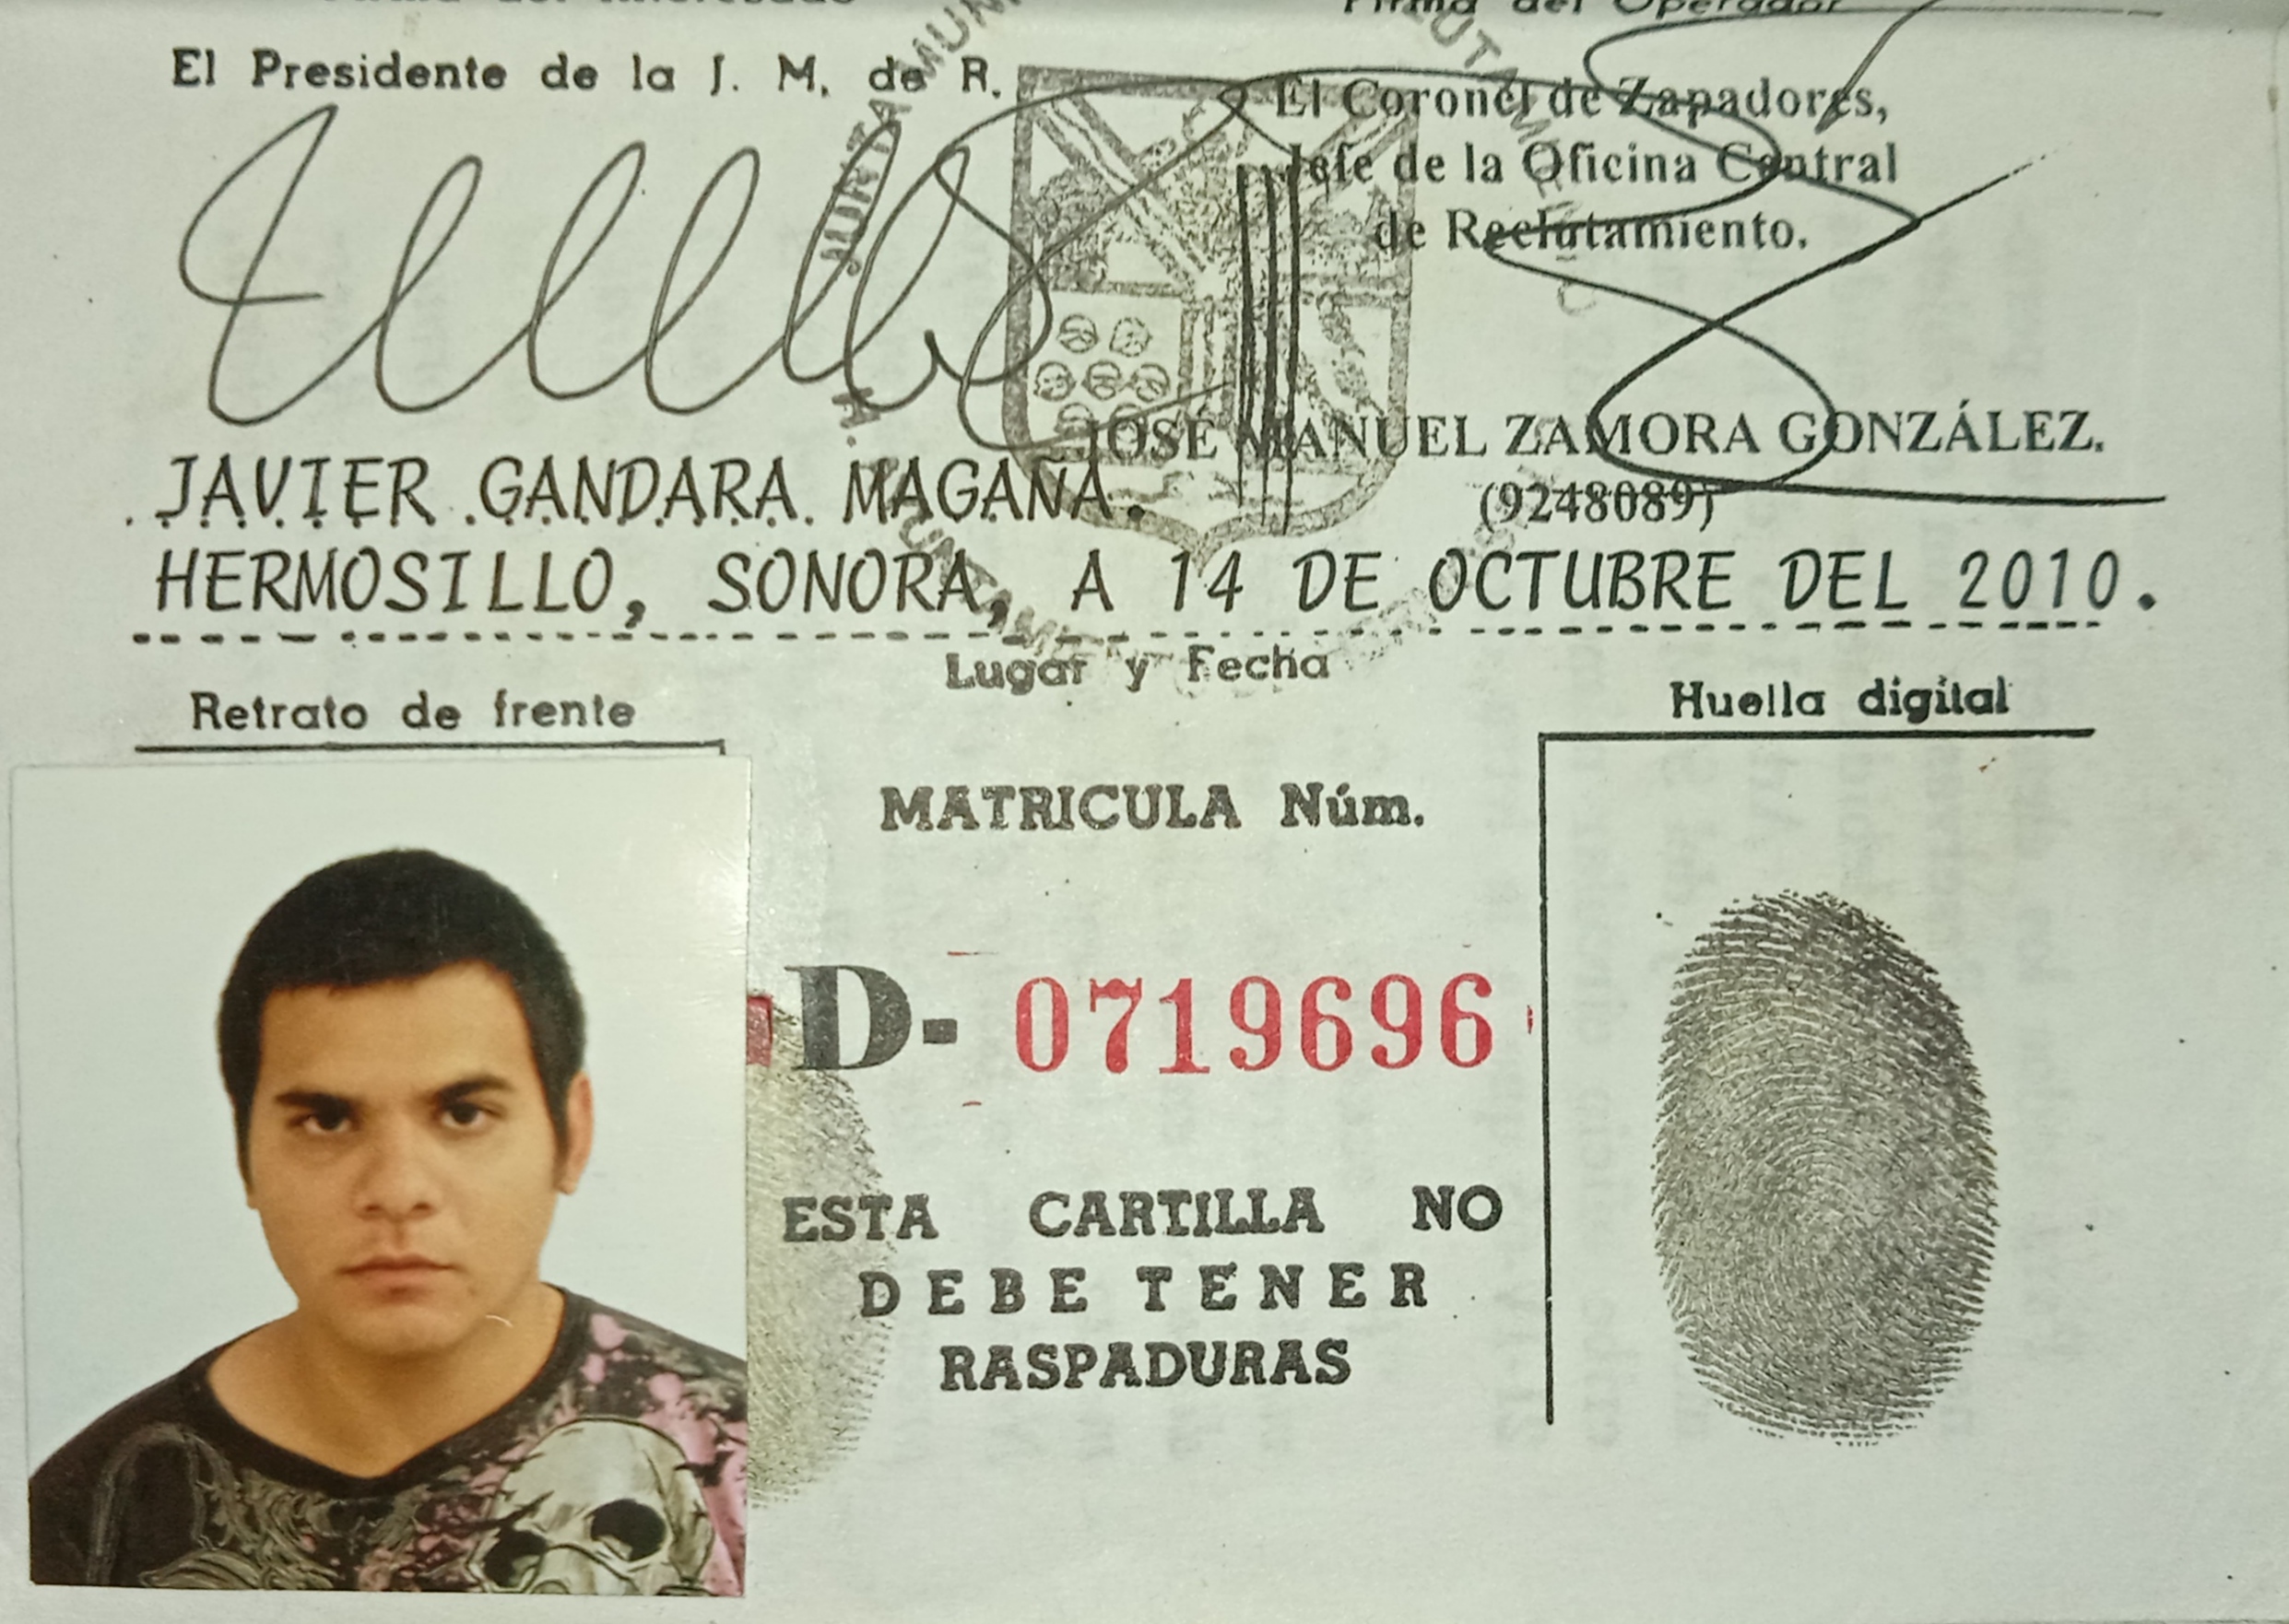 Firma del Interesado
Firma del Operador
El Presidente de la J. M. de R.
El Coronel de Zapadores,
Jefe de la Oficina Central
de Reclutamiento.
JOSÉ MANUEL ZAMORA GONZÁLEZ.
(9248089)
JAVIER GANDARA MAGAÑA.
HERMOSILLO, SONORA, A 14 DE OCTUBRE DEL 2010.
Lugar y Fecha
Retrato de frente
Huella digital
MATRICULA Núm.
D- 0719696
ESTA CARTILLA NO
DEBE TENER
RASPADURAS
JUNTA